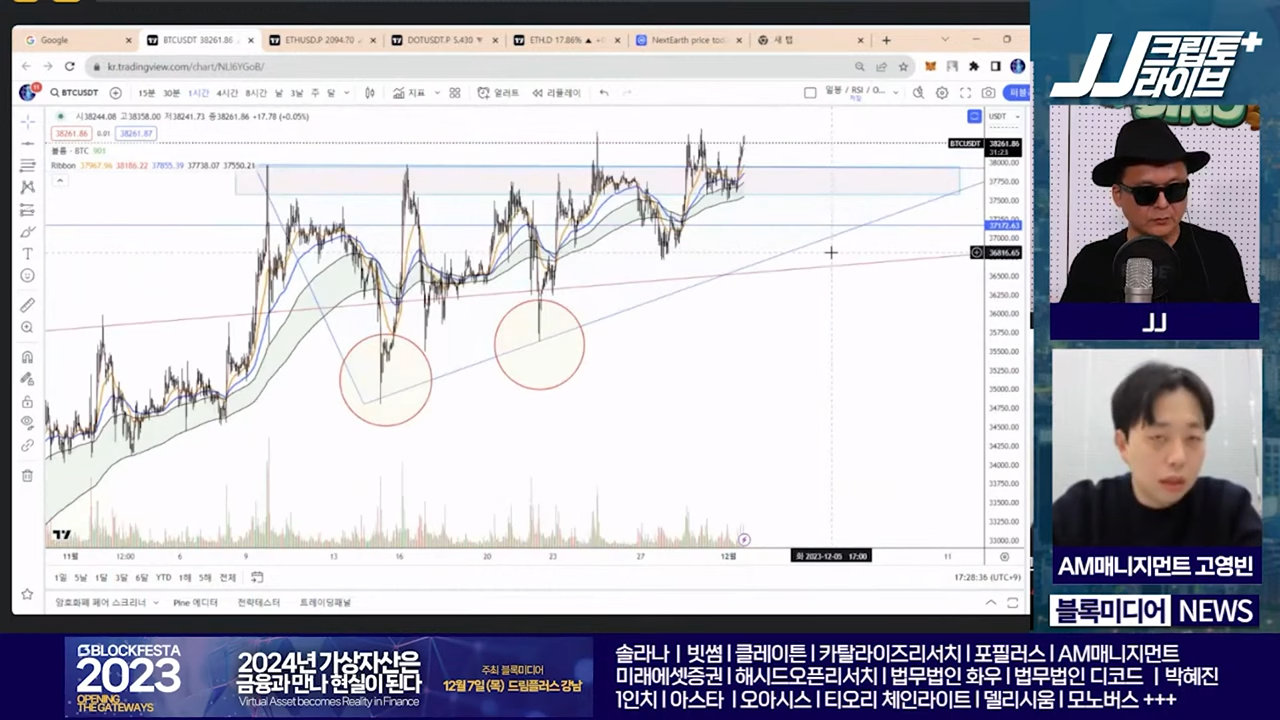 Google
BTCUSDT 38261.86
ETHUSD.P 2094.70
DOTUSDT.P 5,430
ETH.D 17.86%
NextEarth price too
새 탭
kr.tradingview.com/chart/NLI6YGoB/
BTCUSDT
15분 30분 1시간 4시간 8시간 날 3날 주
지표
얼러트
리플레이
일봉 / RSI / O...
저장
시38244.08 고38358.00 저38241.73 종38261.86 +17.78 (+0.05%)
USDT
38261.86 0.01 38261.87
BTCUSDT 38261.86
31:23
볼륨 · BTC 901
Ribbon 37967.96 38186.22 37855.39 37738.07 37550.21
38000.00
37750.00
37500.00
37172.63
37000.00
36816.65
36500.00
36250.00
36000.00
35750.00
35500.00
35250.00
35000.00
34750.00
34500.00
34250.00
34000.00
33750.00
33500.00
33250.00
33000.00
11월 12:00 6 9 13 16 20 23 27 12월 화 2023-12-05 17:00 11
1일 5날 1달 3달 6달 YTD 1해 5해 전체
17:28:36 (UTC+9)
암호화폐 페어 스크리너 Pine 에디터 전략테스터 트레이딩패널
JJ 크립토+
라이브
JJ
AM매니지먼트 고영빈
블록미디어 NEWS
BLOCKFESTA
2023
OPENING
THE GATEWAYS
2024년 가상자산은
금융과 만나 현실이 된다
Virtual Asset becomes Reality in Finance
주최 블록미디어
12월 7일(목) 드림플러스 강남
솔라나 | 빗썸 | 클레이튼 | 카탈라이즈리서치 | 포필러스 | AM매니지먼트
미래에셋증권 | 해시드오픈리서치 | 법무법인 화우 | 법무법인 디코드 | 박혜진
1인치 | 아스타 | 오아시스 | 티오리 체인라이트 | 델리시움 | 모노버스 +++